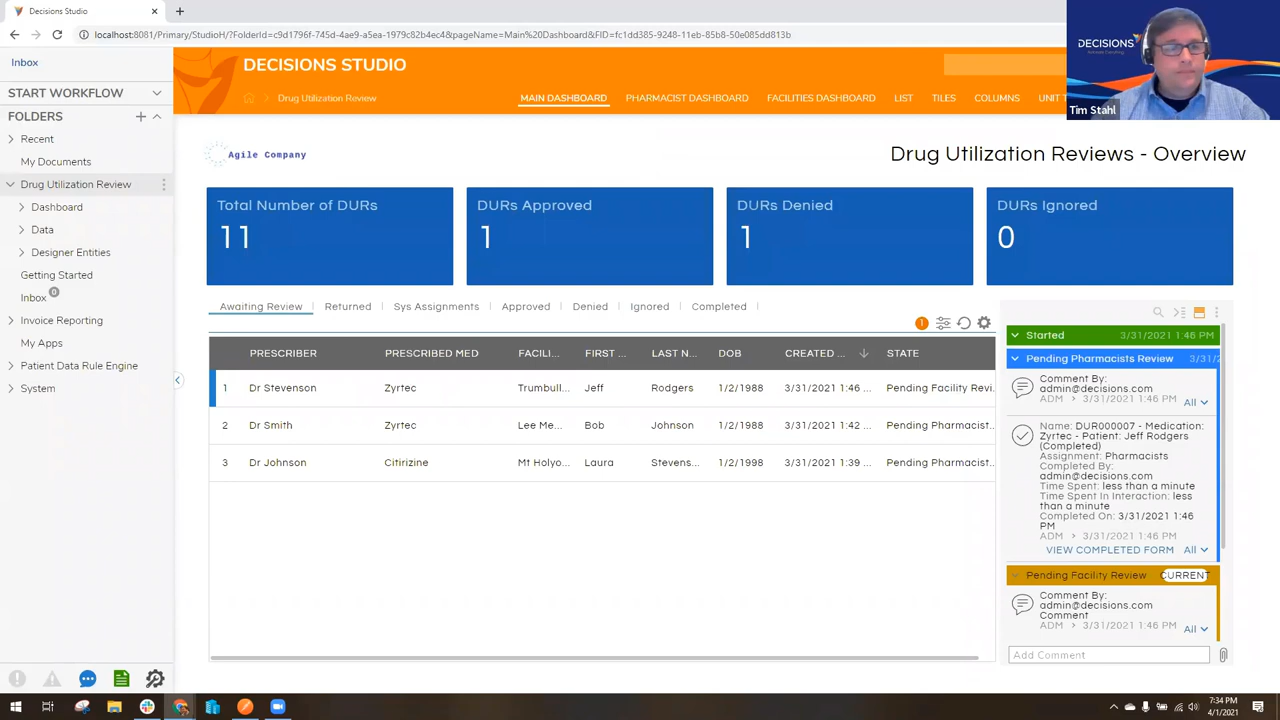 Decisions Studio
localhost:8081/Primary/StudioH/?FolderId=c9d1796f-745d-4ae9-a5ea-1979c82b4ec4&pageName=Main%20Dashboard&FID=fc1dd385-9248-11eb-85b8-50e085dd813b
DECISIONS
Tim Stahl
Inbox
START WORKFLOW
FOLDERS
Recent
My Documents
Drug Utilization Review
Dashboard
Data
Designer Entities
Getting Started
Inbox 0
Invoice Reporting
My Apps
Patient Data Rule Engine
System
DECISIONS STUDIO
Drug Utilization Review
MAIN DASHBOARD PHARMACIST DASHBOARD FACILITIES DASHBOARD LIST TILES COLUMNS UNIT T
Agile Company
Drug Utilization Reviews - Overview
Total Number of DURs
11
DURs Approved
1
DURs Denied
1
DURs Ignored
0
Awaiting Review Returned Sys Assignments Approved Denied Ignored Completed
1
PRESCRIBER PRESCRIBED MED FACILI... FIRST ... LAST N... DOB CREATED ... STATE
1 Dr Stevenson Zyrtec Trumbull... Jeff Rodgers 1/2/1988 3/31/2021 1:46 ... Pending Facility Revi...
2 Dr Smith Zyrtec Lee Me... Bob Johnson 1/2/1988 3/31/2021 1:42 ... Pending Pharmacist...
3 Dr Johnson Citirizine Mt Holyo... Laura Stevens... 1/2/1998 3/31/2021 1:39 ... Pending Pharmacist...
Started 3/31/2021 1:46 PM
Pending Pharmacists Review 3/31/2
Comment By:
admin@decisions.com
ADM > 3/31/2021 1:46 PM All
Name: DUR000007 - Medication:
Zyrtec - Patient: Jeff Rodgers
(Completed)
Assignment: Pharmacists
Completed By:
admin@decisions.com
Time Spent: less than a minute
Time Spent In Interaction: less
than a minute
Completed On: 3/31/2021 1:46
PM
ADM > 3/31/2021 1:46 PM
VIEW COMPLETED FORM All
Pending Facility Review CURRENT
Comment By:
admin@decisions.com
Comment
ADM > 3/31/2021 1:46 PM All
Add Comment
7:34 PM
4/1/2021